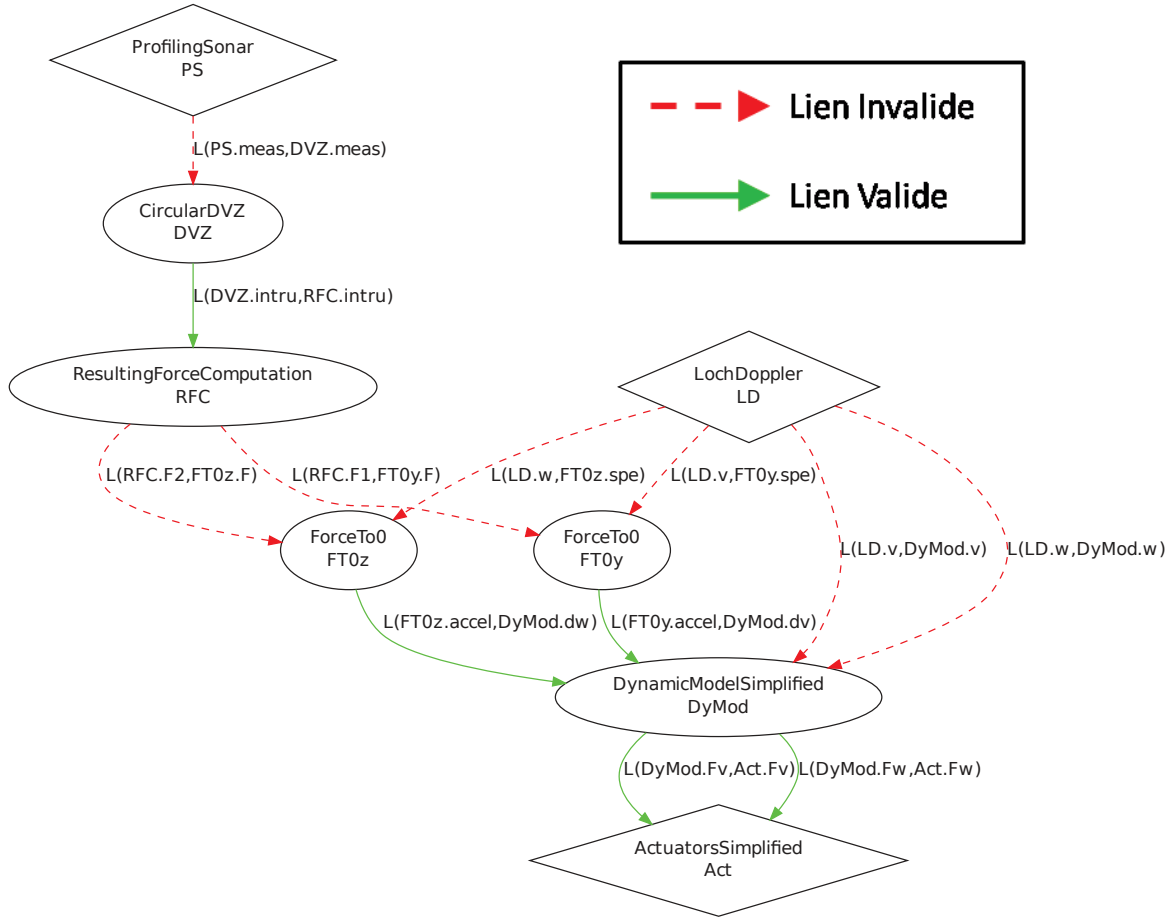 ProfilingSonar
PS
Lien Invalide
L(PS.meas,DVZ.meas)
Lien Valide
CircularDVZ
DVZ
L(DVZ.intru,RFC.intru)
ResultingForceComputation
RFC
LochDoppler
LD
L(RFC.F2,FT0z.F)
L(RFC.F1,FT0y.F)
L(LD.w,FT0z.spe)
L(LD.v,FT0y.spe)
ForceTo0
FT0z
ForceTo0
FT0y
L(LD.v,DyMod.v)
L(LD.w,DyMod.w)
L(FT0z.accel,DyMod.dw)
L(FT0y.accel,DyMod.dv)
DynamicModelSimplified
DyMod
L(DyMod.Fv,Act.Fv)
L(DyMod.Fw,Act.Fw)
ActuatorsSimplified
Act